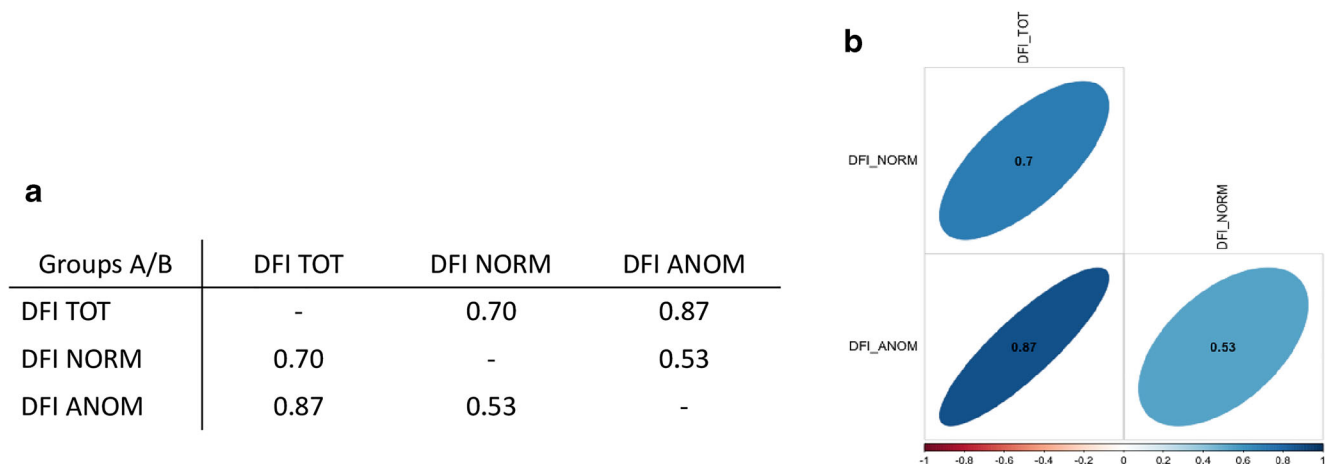 a
Groups A/B DFI TOT DFI NORM DFI ANOM
DFI TOT - 0.70 0.87
DFI NORM 0.70 - 0.53
DFI ANOM 0.87 0.53 -
b
DFI_TOT
DFI_NORM 0.7
DFI_NORM
DFI_ANOM 0.87 0.53
-1 -0.8 -0.6 -0.4 -0.2 0 0.2 0.4 0.6 0.8 1